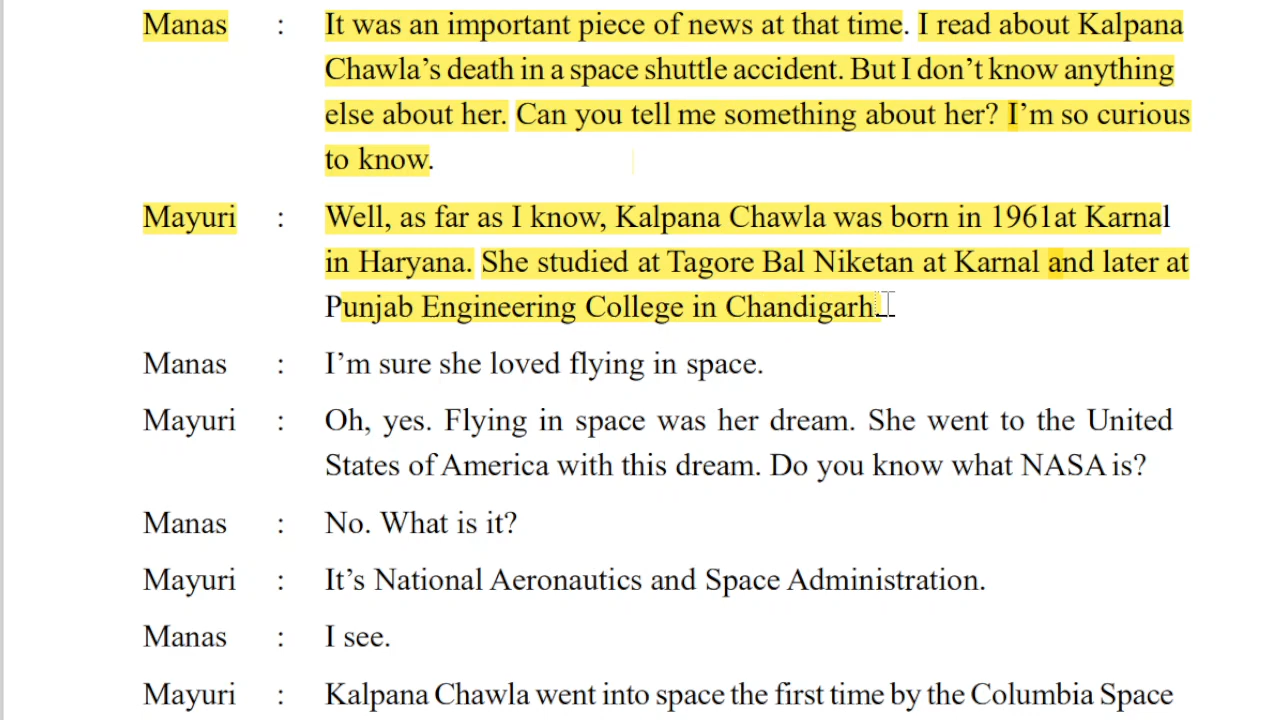 Manas : It was an important piece of news at that time. I read about Kalpana
Chawla’s death in a space shuttle accident. But I don’t know anything
else about her. Can you tell me something about her? I’m so curious
to know.
Mayuri : Well, as far as I know, Kalpana Chawla was born in 1961at Karnal
in Haryana. She studied at Tagore Bal Niketan at Karnal and later at
Punjab Engineering College in Chandigarh.
Manas : I’m sure she loved flying in space.
Mayuri : Oh, yes. Flying in space was her dream. She went to the United
States of America with this dream. Do you know what NASA is?
Manas : No. What is it?
Mayuri : It’s National Aeronautics and Space Administration.
Manas : I see.
Mayuri : Kalpana Chawla went into space the first time by the Columbia Space